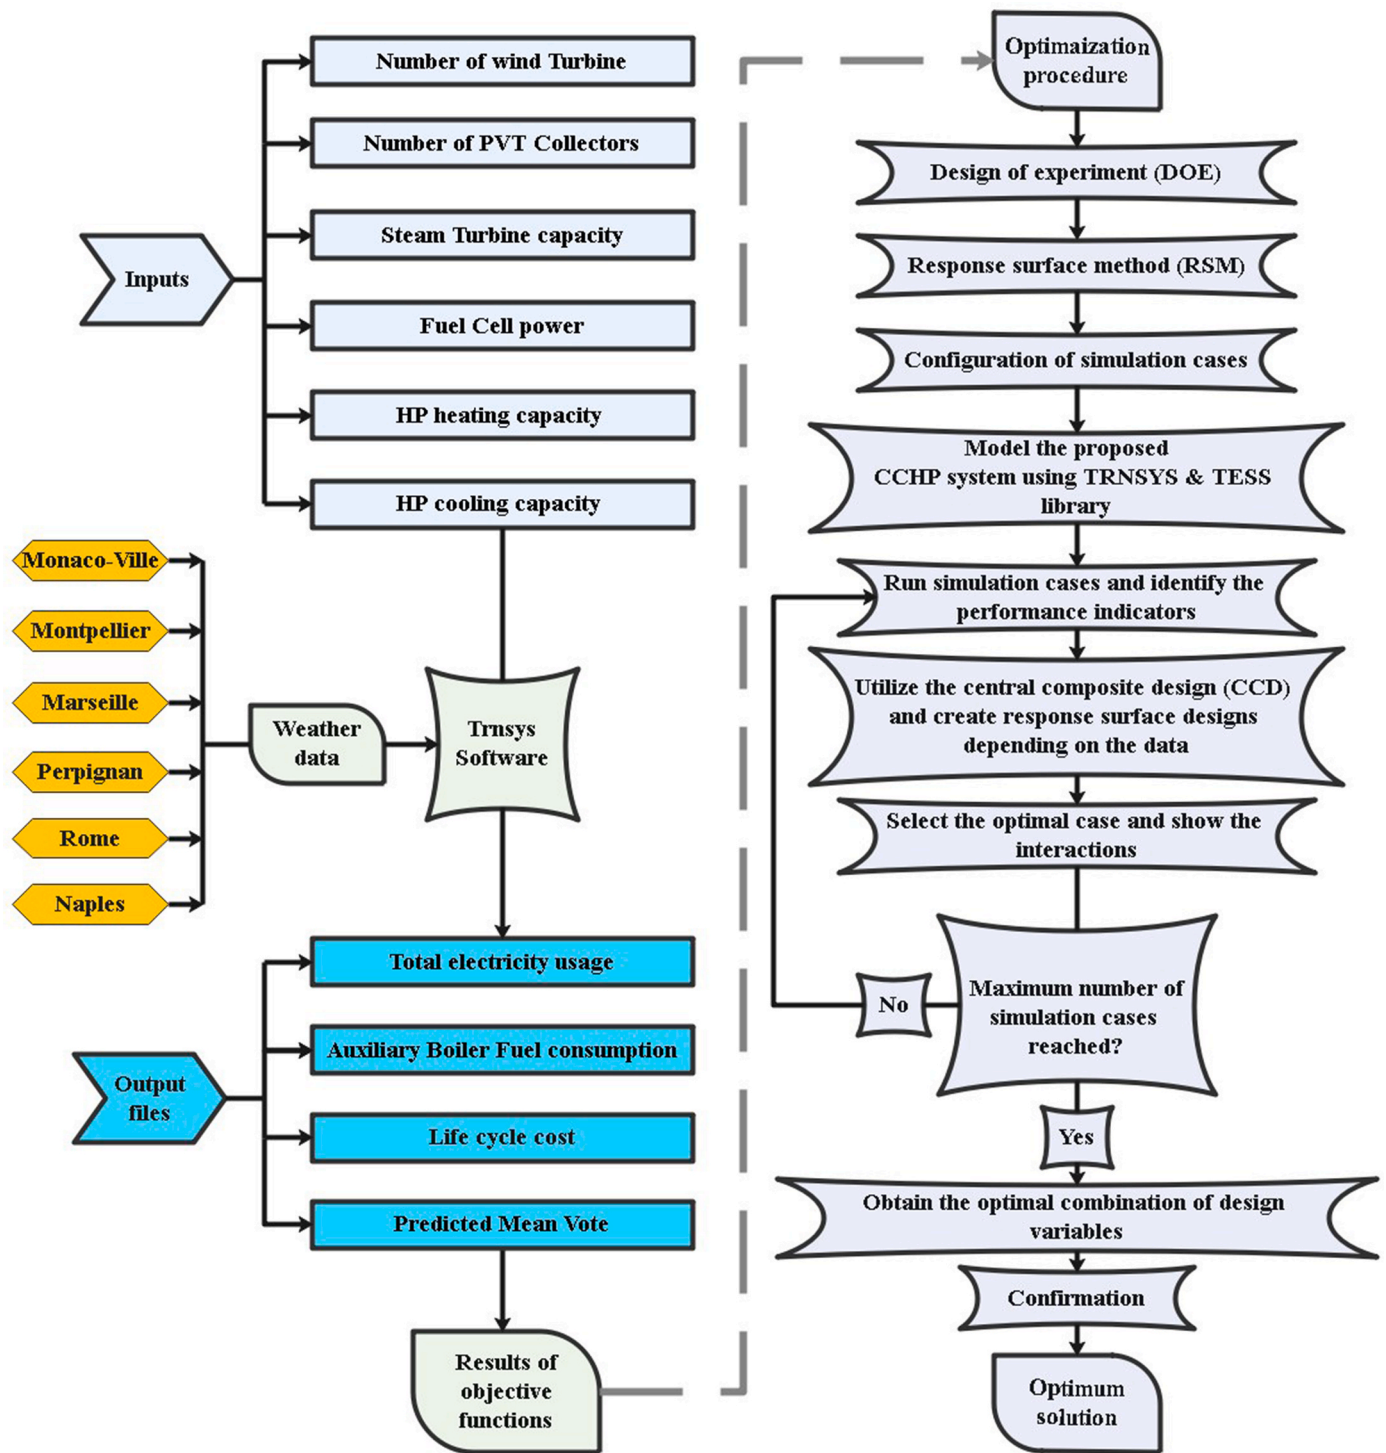 Number of wind Turbine
Number of PVT Collectors
Steam Turbine capacity
Inputs
Fuel Cell power
HP heating capacity
HP cooling capacity
Monaco-Ville
Montpellier
Marseille
Perpignan
Rome
Naples
Weather
data
Trnsys
Software
Total electricity usage
Auxiliary Boiler Fuel consumption
Output
files
Life cycle cost
Predicted Mean Vote
Results of
objective
functions
Optimaization
procedure
Design of experiment (DOE)
Response surface method (RSM)
Configuration of simulation cases
Model the proposed
CCHP system using TRNSYS & TESS
library
Run simulation cases and identify the
performance indicators
Utilize the central composite design (CCD)
and create response surface designs
depending on the data
Select the optimal case and show the
interactions
Maximum number of
simulation cases
reached?
No
Yes
Obtain the optimal combination of design
variables
Confirmation
Optimum
solution